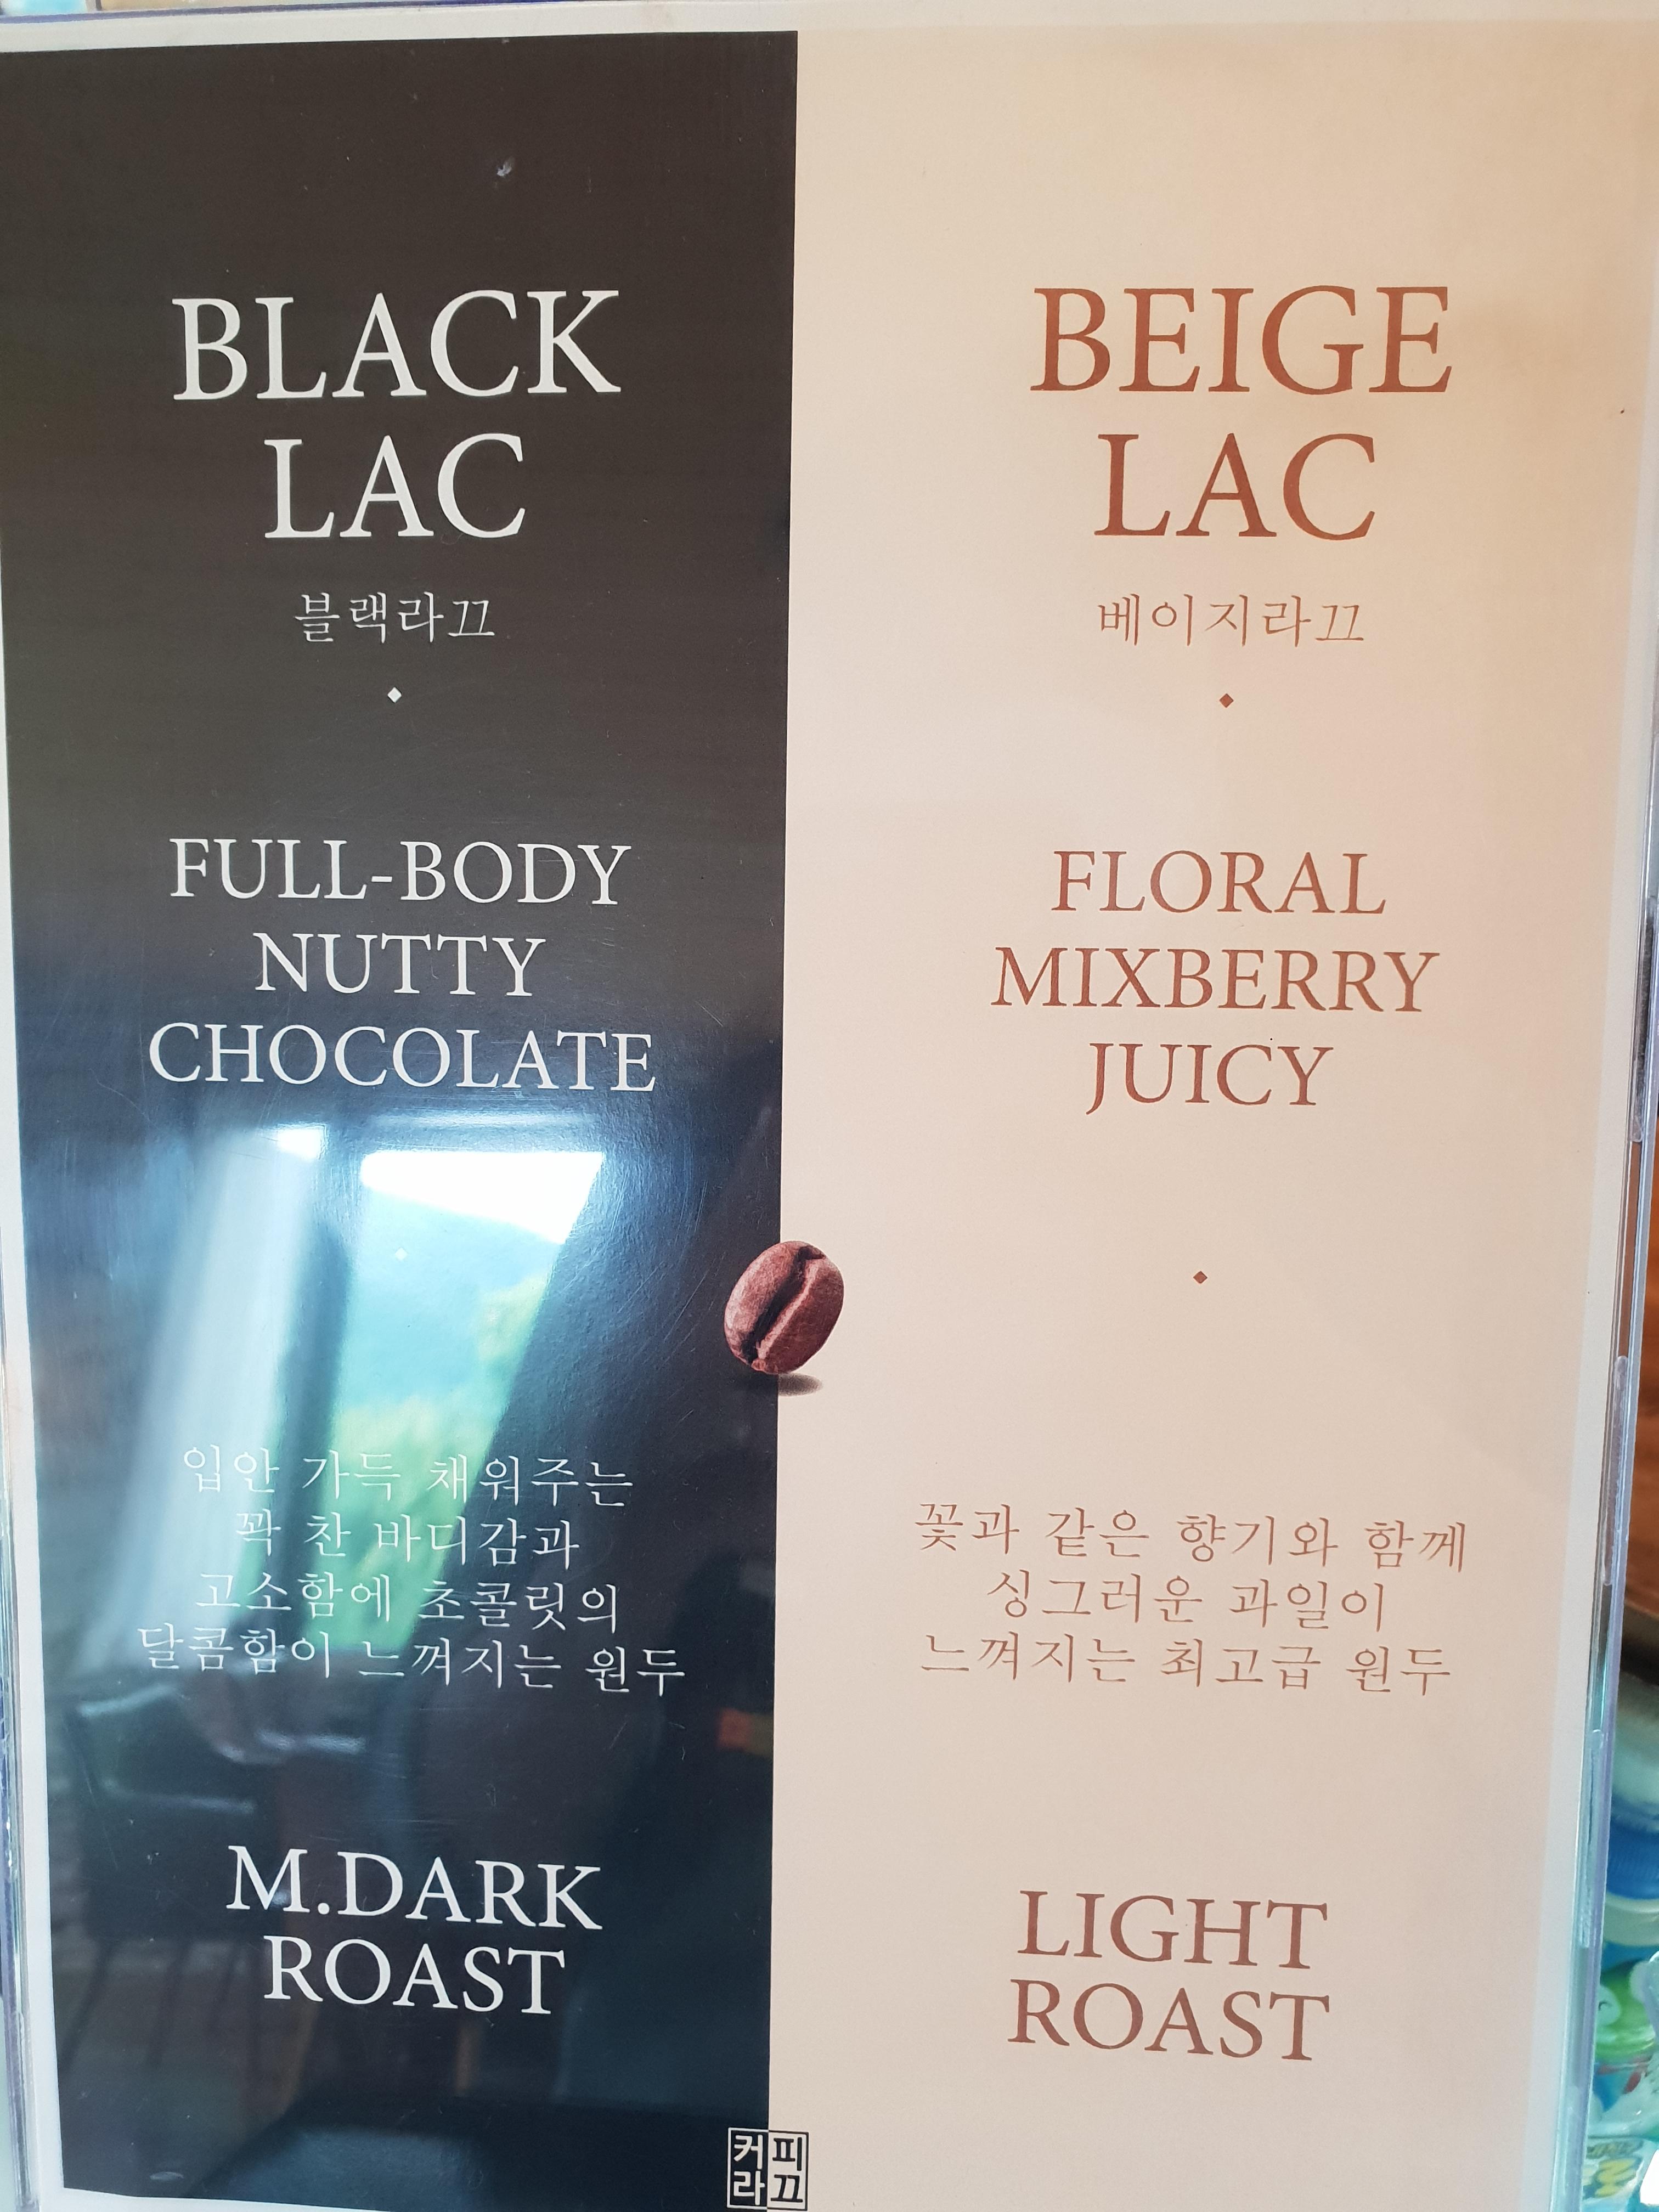 BLACK
LAC
블랙라끄
FULL-BODY
NUTTY
CHOCOLATE
입안 가득 채워주는
꽉 찬 바디감과
고소함에 초콜릿의
달콤함이 느껴지는 원두
M.DARK
ROAST
BEIGE
LAC
베이지라끄
FLORAL
MIXBERRY
JUICY
꽃과 같은 향기와 함께
싱그러운 과일이
느껴지는 최고급 원두
LIGHT
ROAST
커피
라끄